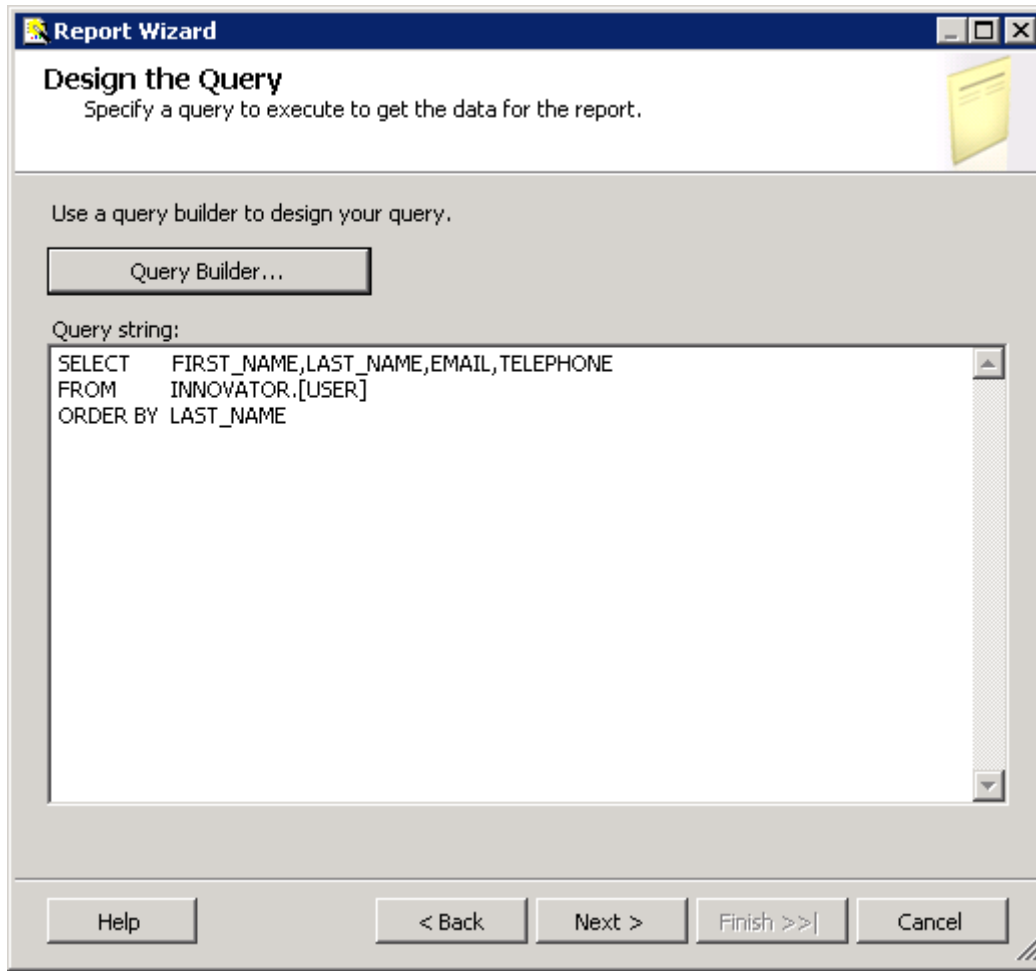 Report Wizard
Design the Query
Specify a query to execute to get the data for the report.
Use a query builder to design your query.
Query Builder...
Query string:
SELECT FIRST_NAME,LAST_NAME,EMAIL,TELEPHONE
FROM INNOVATOR.[USER]
ORDER BY LAST_NAME
Help < Back Next > Finish >>| Cancel